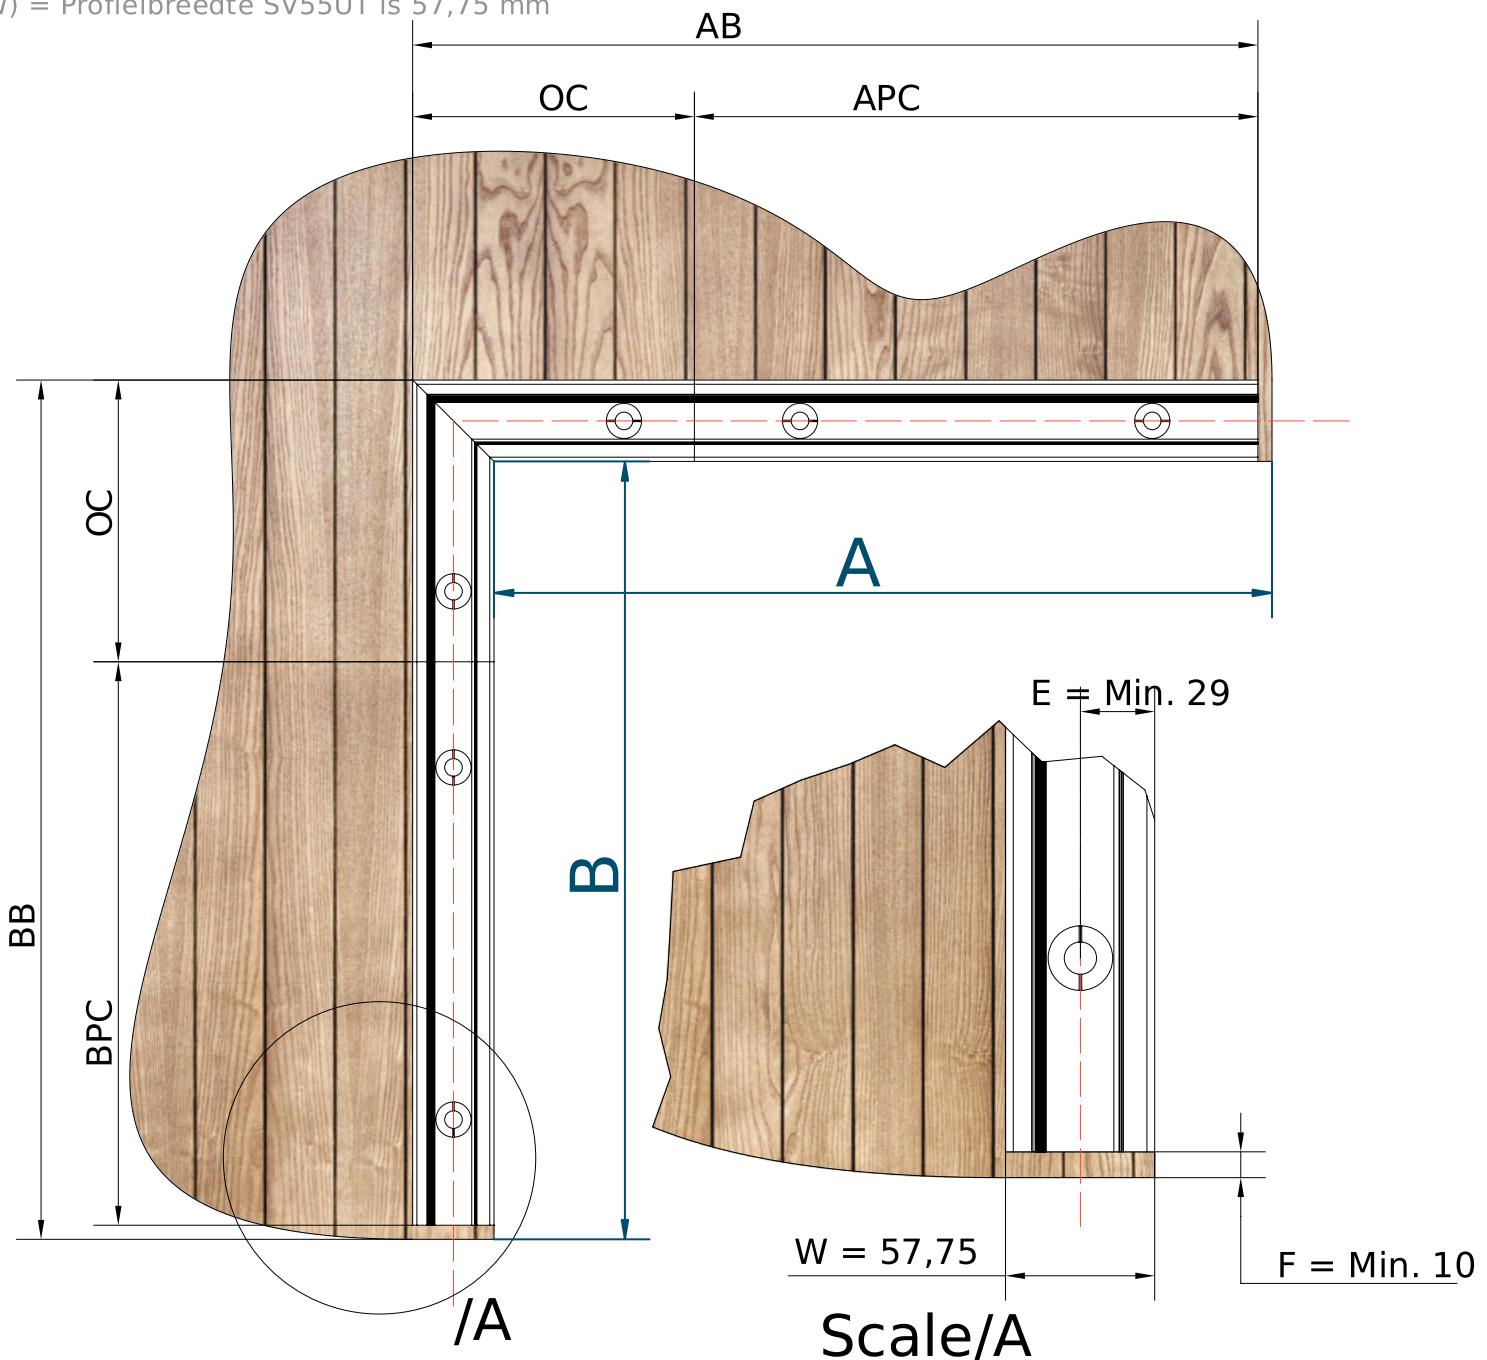 ) = Profielbreedte SV55UT is 57,75 mm
AB
OC
APC
OC
A
E = Min. 29
B
BB
BPC
W = 57,75
F = Min. 10
/A
Scale/A